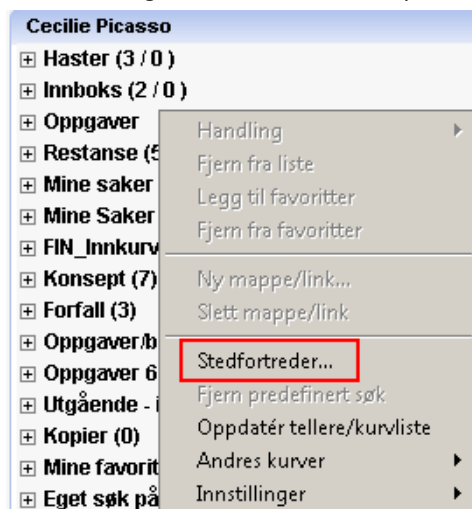 Cecilie Picasso
Haster (3 / 0 )
Innboks (2 / 0 )
Oppgaver
Restanse (5
Mine saker
Mine Saker
FIN_Innkurv
Konsept (7)
Forfall (3)
Oppgaver/b
Oppgaver 6
Utgående - i
Kopier (0)
Mine favorit
Eget søk på
Handling
Fjern fra liste
Legg til favoritter
Fjern fra favoritter
Ny mappe/link...
Slett mappe/link
Stedfortreder...
Fjern predefinert søk
Oppdatér tellere/kurvliste
Andres kurver
Innstillinger